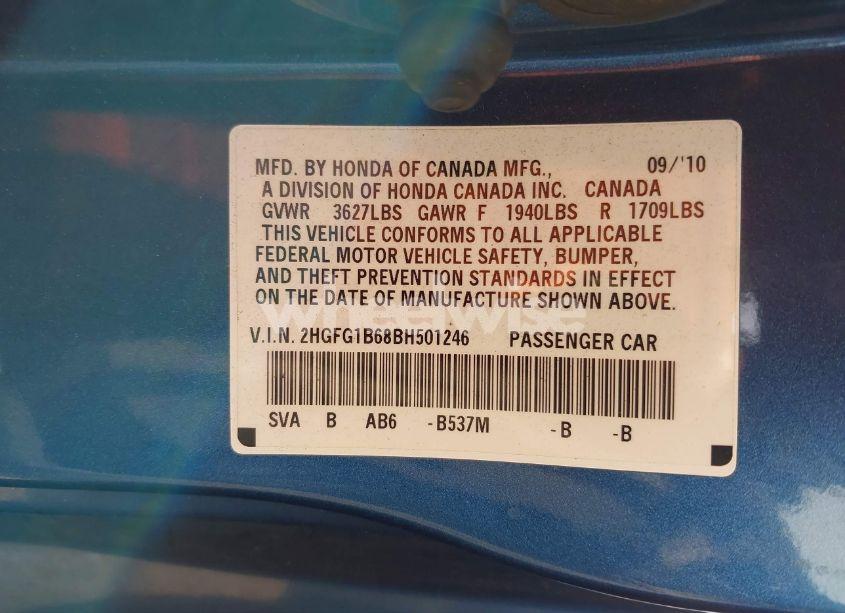 MFD. BY HONDA OF CANADA MFG., 09/'10
A DIVISION OF HONDA CANADA INC. CANADA
GVWR 3627LBS GAWR F 1940LBS R 1709LBS
THIS VEHICLE CONFORMS TO ALL APPLICABLE
FEDERAL MOTOR VEHICLE SAFETY, BUMPER,
AND THEFT PREVENTION STANDARDS IN EFFECT
ON THE DATE OF MANUFACTURE SHOWN ABOVE.
wheelwise
V.I.N. 2HGFG1B68BH501246 PASSENGER CAR
SVA B AB6 -B537M -B -B